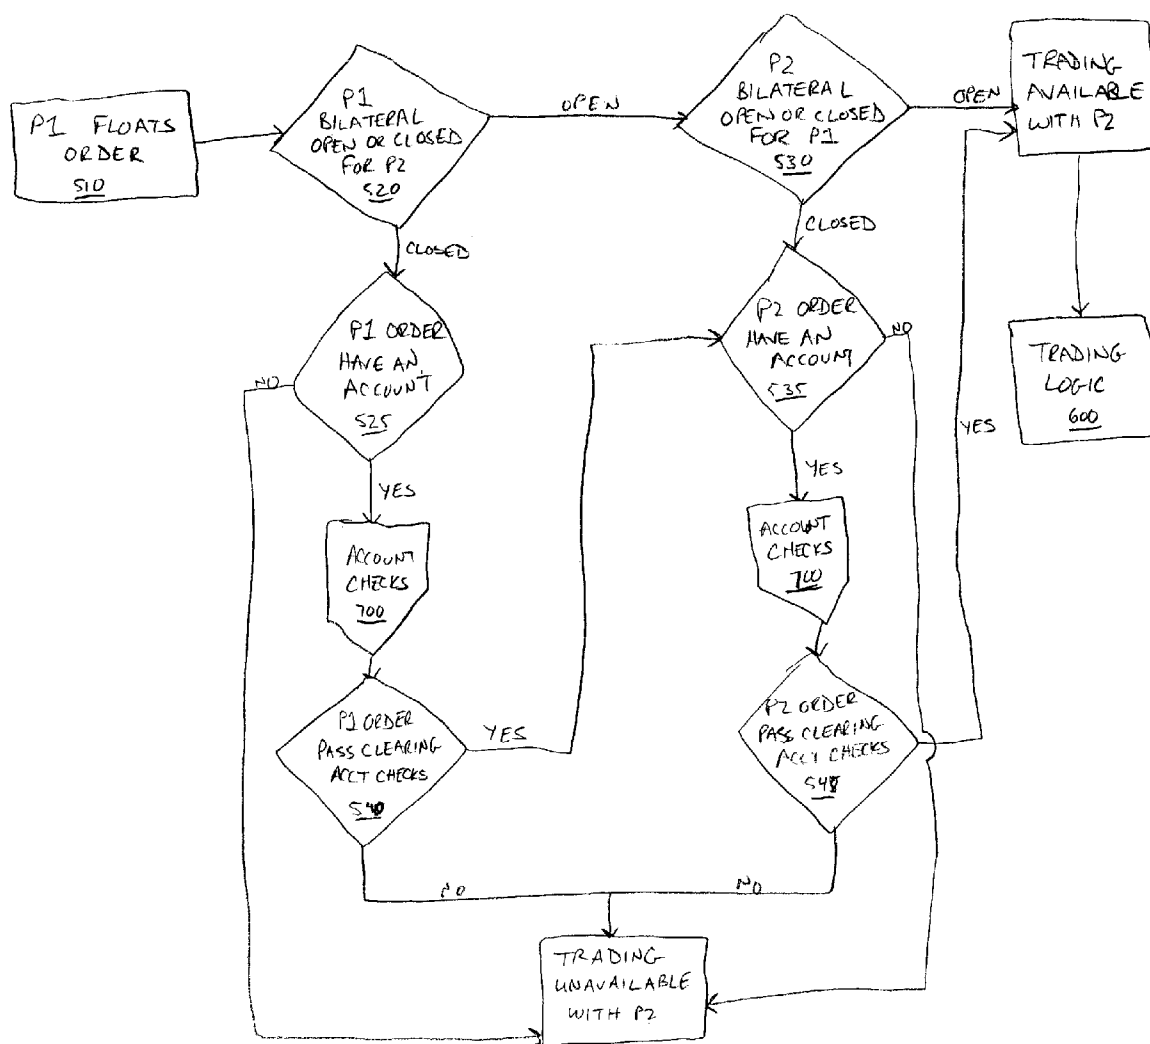 P1 FLOATS
ORDER
510
P1
BILATERAL
OPEN OR CLOSED
FOR P2
520
OPEN
P2
BILATERAL
OPEN OR CLOSED
FOR P1
530
OPEN
TRADING
AVAILABLE
WITH P2
CLOSED
CLOSED
P1 ORDER
HAVE AN
ACCOUNT
525
NO
P2 ORDER
HAVE AN
ACCOUNT
535
NO
TRADING
LOGIC
600
YES
YES
YES
ACCOUNT
CHECKS
700
ACCOUNT
CHECKS
700
P1 ORDER
PASS CLEARING
ACCT CHECKS
540
YES
P2 ORDER
PASS CLEARING
ACCT CHECKS
NO
NO
TRADING
UNAVAILABLE
WITH P2